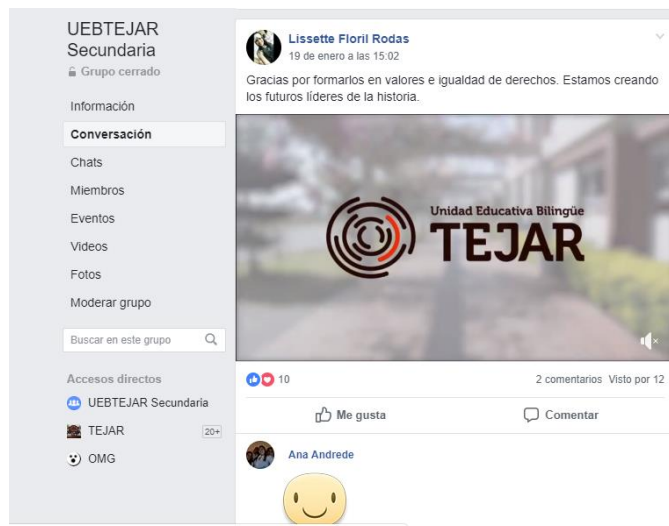 UEBTEJAR
Secundaria
Grupo cerrado
Información
Conversación
Chats
Miembros
Eventos
Videos
Fotos
Moderar grupo
Buscar en este grupo
Accesos directos
UEBTEJAR Secundaria
TEJAR 20+
OMG
Lissette Floril Rodas
19 de enero a las 15:02
Gracias por formarlos en valores e igualdad de derechos. Estamos creando
los futuros líderes de la historia.
Unidad Educativa Bilingüe
TEJAR
10
2 comentarios Visto por 12
Me gusta
Comentar
Ana Andrede